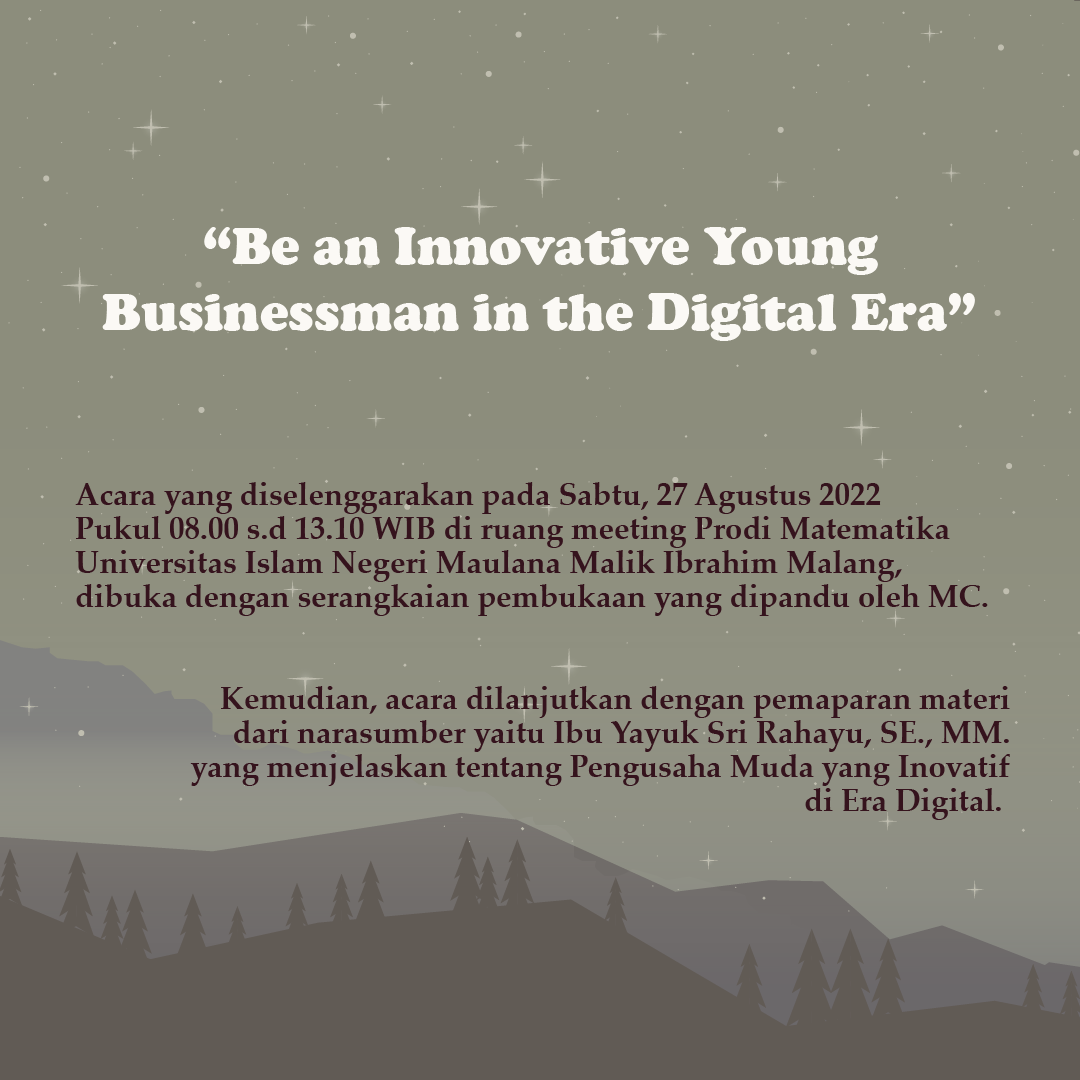 “Be an Innovative Young
Businessman in the Digital Era”
Acara yang diselenggarakan pada Sabtu, 27 Agustus 2022
Pukul 08.00 s.d 13.10 WIB di ruang meeting Prodi Matematika
Universitas Islam Negeri Maulana Malik Ibrahim Malang,
dibuka dengan serangkaian pembukaan yang dipandu oleh MC.
Kemudian, acara dilanjutkan dengan pemaparan materi
dari narasumber yaitu Ibu Yayuk Sri Rahayu, SE., MM.
yang menjelaskan tentang Pengusaha Muda yang Inovatif
di Era Digital.